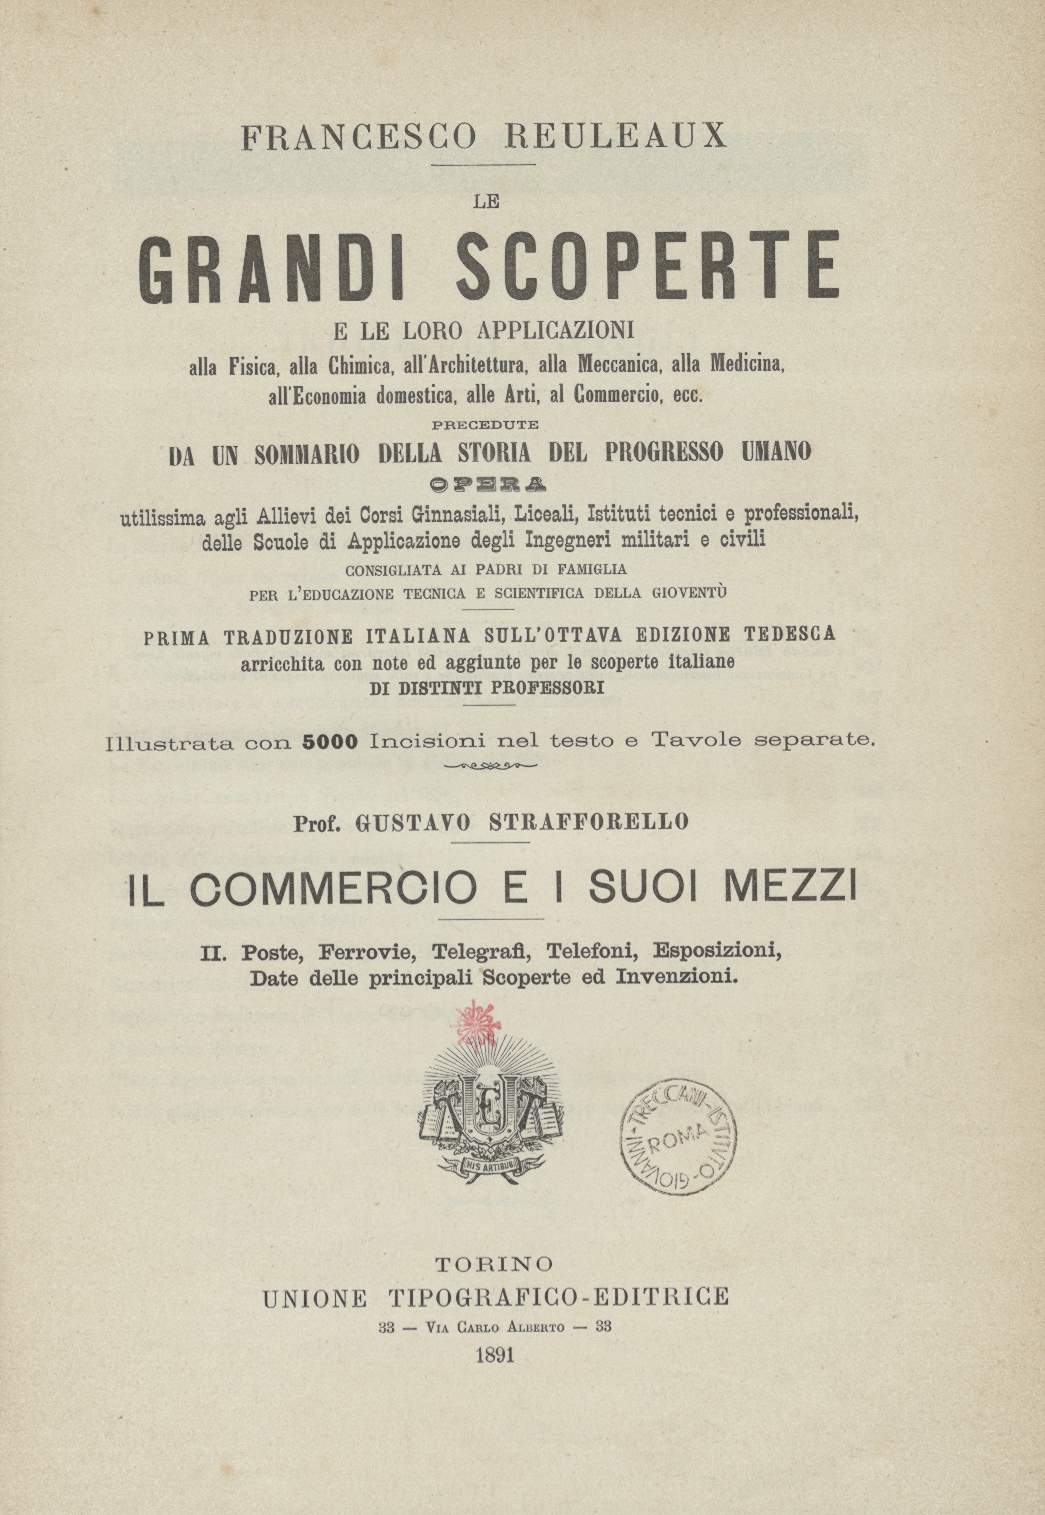 FRANCESCO REULEAUX
LE
GRANDI SCOPERTE
E LE LORO APPLICAZIONI
alla Fisica, alla Chimica, all'Architettura, alla Meccanica, alla Medicina,
all'Economia domestica, alle Arti, al Commercio, ecc.
PRECEDUTE
DA UN SOMMARIO DELLA STORIA DEL PROGRESSO UMANO
OPERA
utilissima agli Allievi dei Corsi Ginnasiali, Liceali, Istituti tecnici e professionali,
delle Scuole di Applicazione degli Ingegneri militari e civili
CONSIGLIATA AI PADRI DI FAMIGLIA
PER L'EDUCAZIONE TECNICA E SCIENTIFICA DELLA GIOVENTÙ
PRIMA TRADUZIONE ITALIANA SULL'OTTAVA EDIZIONE TEDESCA
arricchita con note ed aggiunte per le scoperte italiane
DI DISTINTI PROFESSORI
Illustrata con 5000 Incisioni nel testo e Tavole separate.
Prof. GUSTAVO STRAFFORELLO
IL COMMERCIO E I SUOI MEZZI
II. Poste, Ferrovie, Telegrafi, Telefoni, Esposizioni,
Date delle principali Scoperte ed Invenzioni.
UTE
HIS ARTIBUS
ISTITVTO-GIOVANNI-TRECCANI-
ROMA
TORINO
UNIONE TIPOGRAFICO-EDITRICE
33 — VIA CARLO ALBERTO — 33
1891